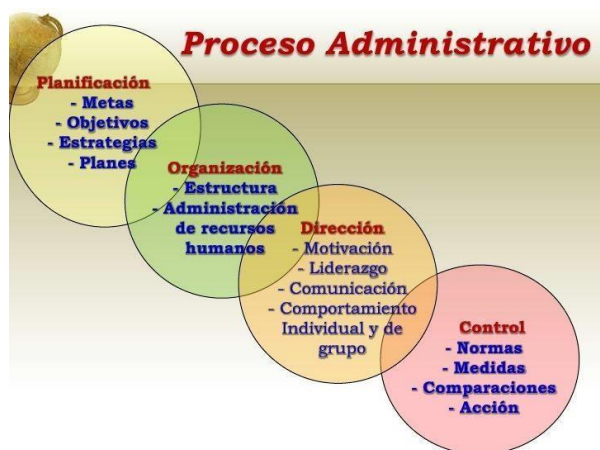 Proceso Administrativo
Planificación
- Metas
- Objetivos
- Estrategias
- Planes
Organización
- Estructura
- Administración
de recursos
humanos
Dirección
- Motivación
- Liderazgo
- Comunicación
- Comportamiento
Individual y de
grupo
Control
- Normas
- Medidas
- Comparaciones
- Acción